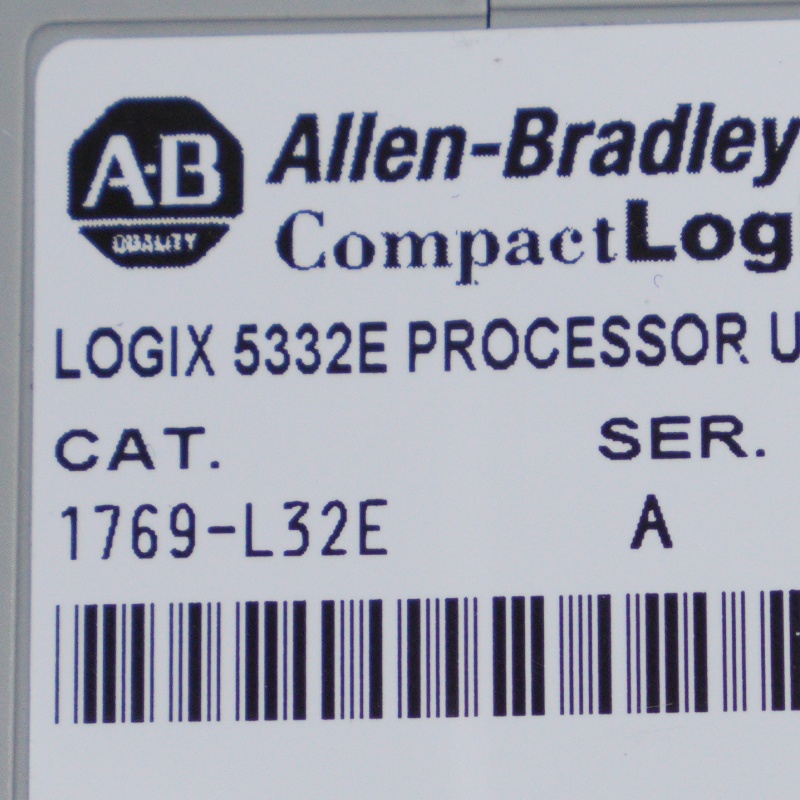 A-B
QUALITY
Allen-Bradley
CompactLog
LOGIX 5332E PROCESSOR U
CAT. SER.
1769-L32E A